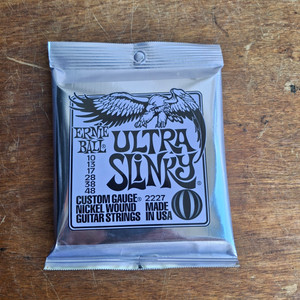 ERNIE BALL
ULTRA
SLINKY
10
13
17
28
38
48
CUSTOM GAUGE® 2227
NICKEL WOUND MADE
GUITAR STRINGS IN USA